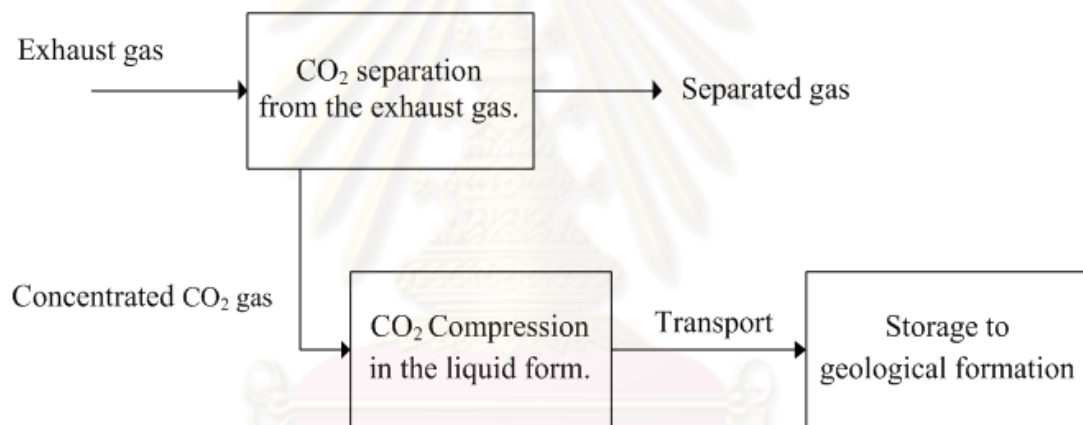 Exhaust gas
CO₂ separation
from the exhaust gas.
Separated gas
Concentrated CO₂ gas
CO₂ Compression
in the liquid form.
Transport
Storage to
geological formation